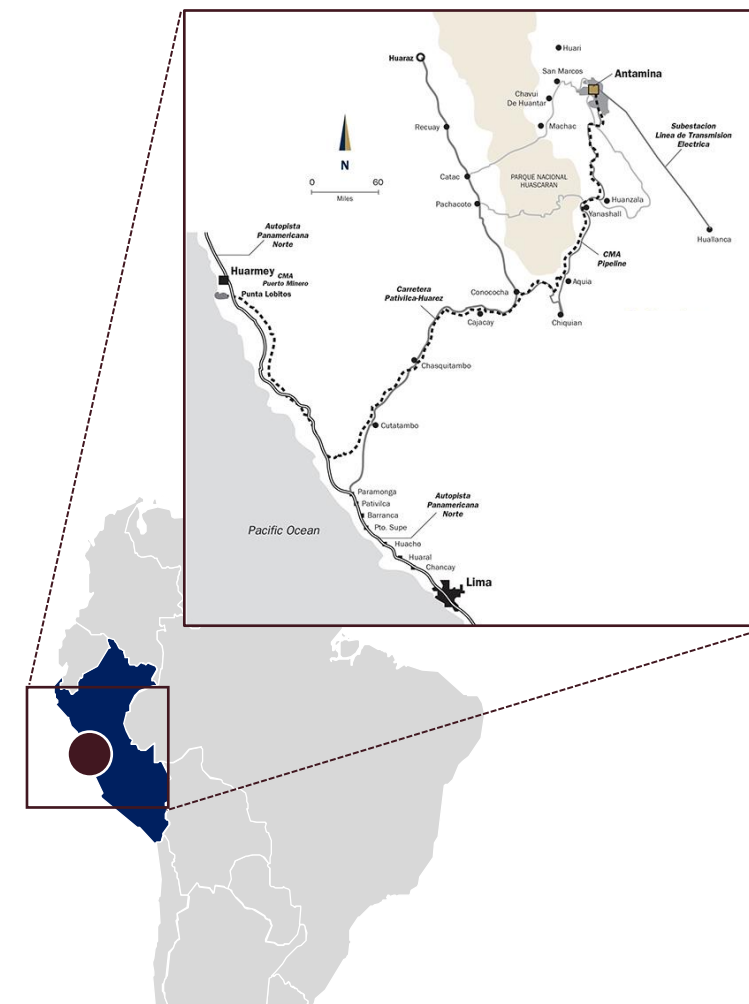 Huari
Huaraz
San Marcos
Antamina
Chavui
De Huantar
Recuay
Machac
Subestacion
Linea de Transmision
Electrica
N
Catac
PARQUE NACIONAL
HUASCARAN
0 60
Miles
Pachacoto
Huanzala
Yanashall
Autopista
Panamericana
Norte
Huallanca
CMA
Pipeline
Huarmey
CMA
Puerto Minero
Punta Lobitos
Aquia
Carretera
Pativilca-Huarez
Conococha
Cajacay
Chiquian
Chasquitambo
Cutatambo
Paramonga
Autopista
Panamericana
Norte
Pativilca
Barranca
Pto. Supe
Pacific Ocean
Huacho
Huaral
Chancay
Lima